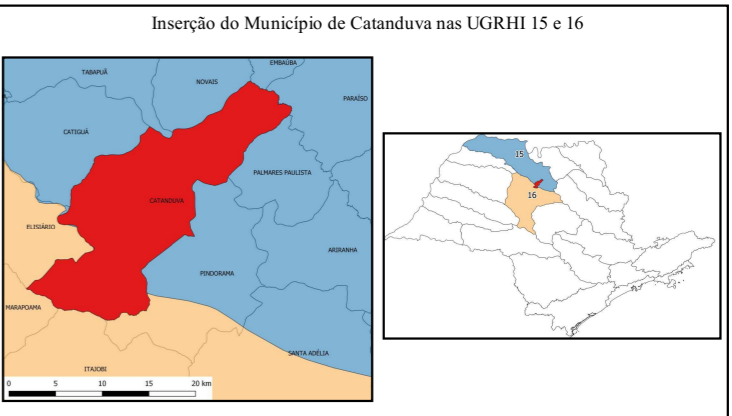 Inserção do Município de Catanduva nas UGRHI 15 e 16
EMBAÚBA
TABAPUÃ
NOVAIS
PARAÍSO
CATIGUÁ
PALMARES PAULISTA
CATANDUVA
ELISIÁRIO
ARIRANHA
PINDORAMA
MARAPOAMA
SANTA ADÉLIA
ITAJOBI
0 5 10 15 20 km
15
16